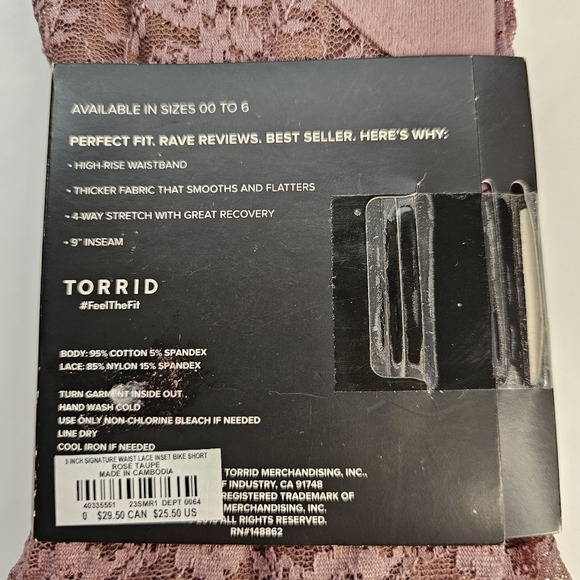 AVAILABLE IN SIZES 00 TO 6
PERFECT FIT. RAVE REVIEWS. BEST SELLER. HERE'S WHY:
• HIGH-RISE WAISTBAND
• THICKER FABRIC THAT SMOOTHS AND FLATTERS
• 4-WAY STRETCH WITH GREAT RECOVERY
• 9" INSEAM
TORRID
#FeelTheFit
BODY: 95% COTTON 5% SPANDEX
LACE: 85% NYLON 15% SPANDEX
TURN GARMENT INSIDE OUT
HAND WASH COLD
USE ONLY NON-CHLORINE BLEACH IF NEEDED
LINE DRY
COOL IRON IF NEEDED
INCH SIGNATURE WAIST LACE INSET BIKE SHORT
ROSE TAUPE
MADE IN CAMBODIA
40335551 23SMR1 DEPT 0064
0 $29.50 CAN $25.50 US
TORRID MERCHANDISING, INC.,
F INDUSTRY, CA 91748
REGISTERED TRADEMARK OF
MERCHANDISING, INC.
ALL RIGHTS RESERVED.
RN#148862